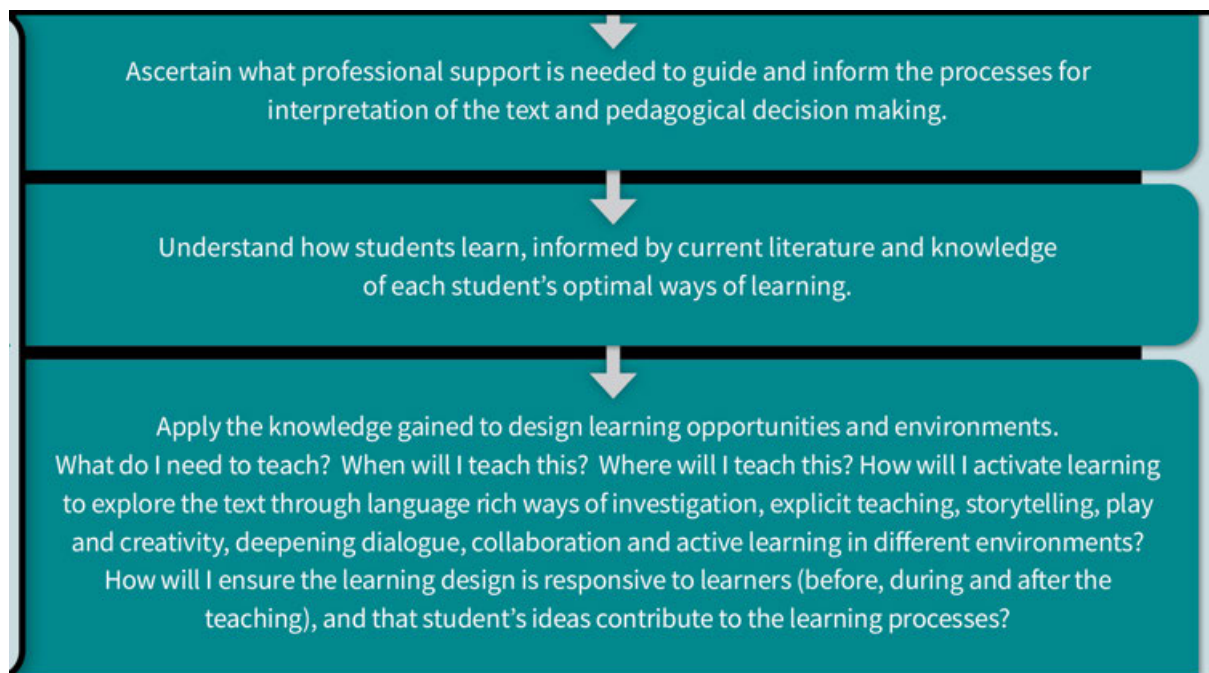 Ascertain what professional support is needed to guide and inform the processes for
interpretation of the text and pedagogical decision making.
Understand how students learn, informed by current literature and knowledge
of each student’s optimal ways of learning.
Apply the knowledge gained to design learning opportunities and environments.
What do I need to teach? When will I teach this? Where will I teach this? How will I activate learning
to explore the text through language rich ways of investigation, explicit teaching, storytelling, play
and creativity, deepening dialogue, collaboration and active learning in different environments?
How will I ensure the learning design is responsive to learners (before, during and after the
teaching), and that student’s ideas contribute to the learning processes?